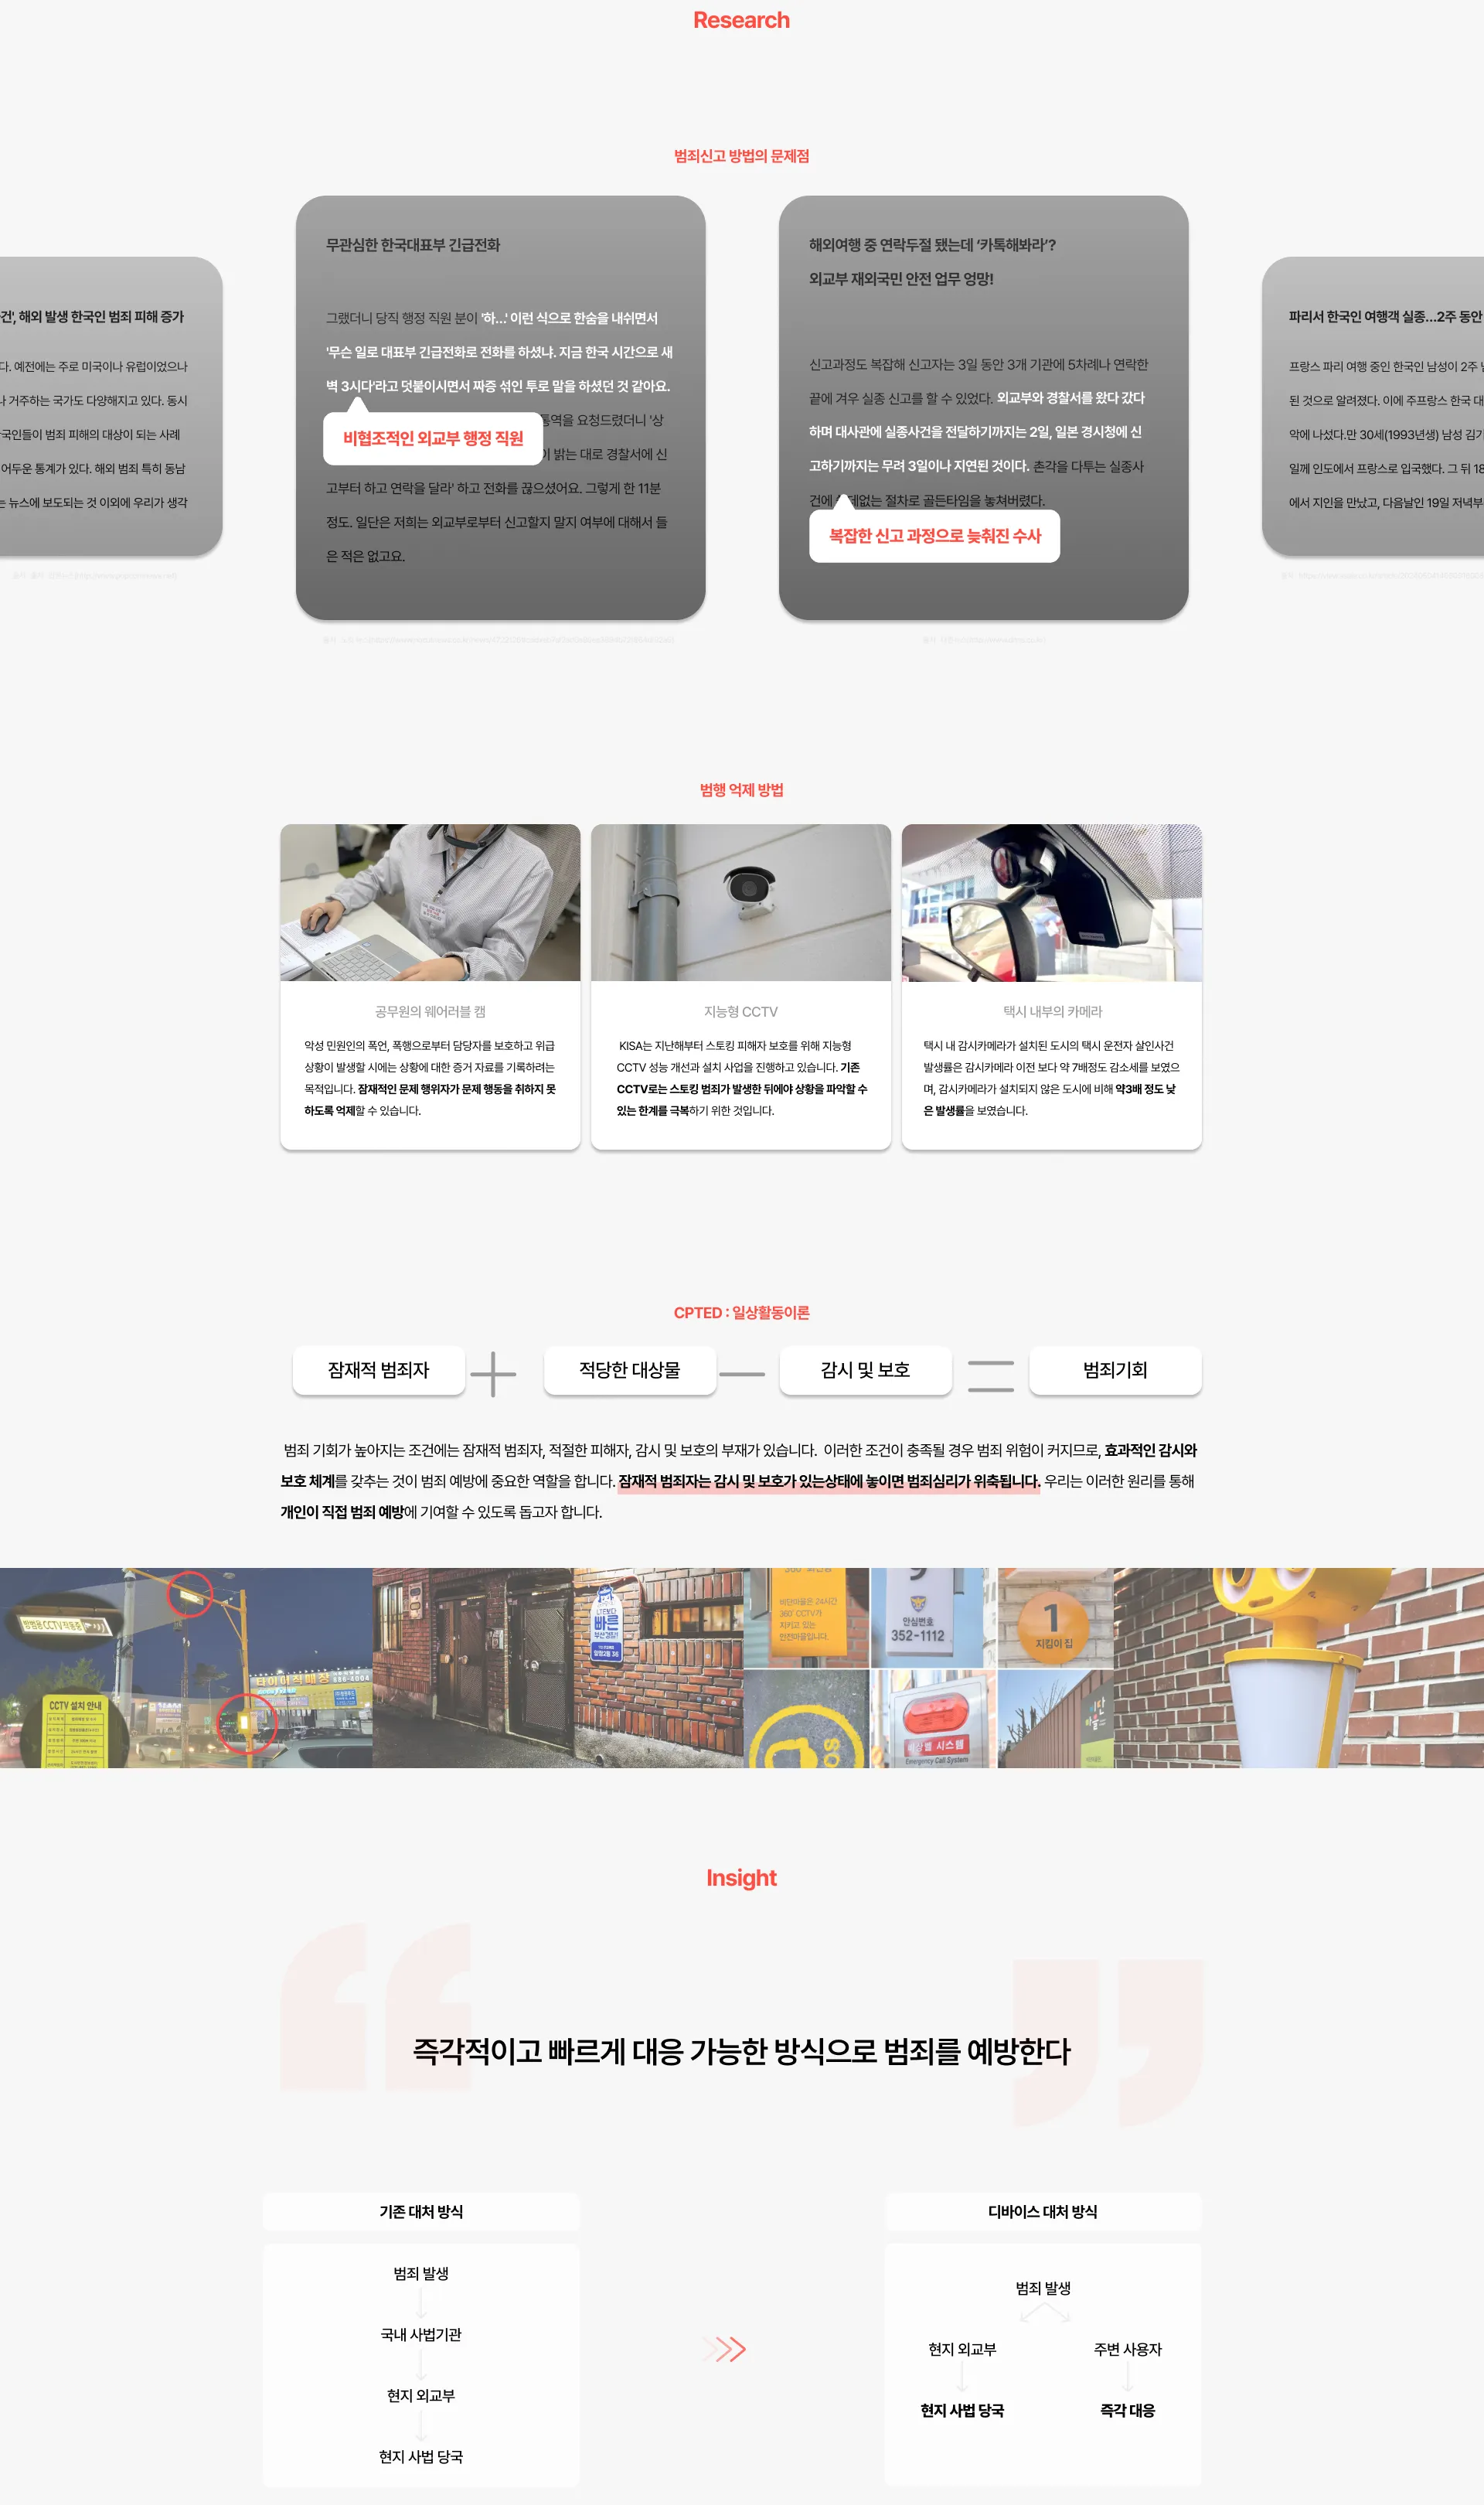 Research
범죄신고 방법의 문제점
건', 해외 발생 한국인 범죄 피해 증가
다. 예전에는 주로 미국이나 유럽이었으나
나 거주하는 국가도 다양해지고 있다. 동시
국인들이 범죄 피해의 대상이 되는 사례
어두운 통계가 있다. 해외 범죄 특히 동남
는 뉴스에 보도되는 것 이외에 우리가 생각
무관심한 한국대표부 긴급전화
그랬더니 당직 행정 직원 분이 '하...' 이런 식으로 한숨을 내쉬면서
'무슨 일로 대표부 긴급전화로 전화를 하셨냐. 지금 한국 시간으로 새
벽 3시다'라고 덧붙이시면서 짜증 섞인 투로 말을 하셨던 것 같아요.
통역을 요청드렸더니 '상
비협조적인 외교부 행정 직원
이 밝는 대로 경찰서에 신
고부터 하고 연락을 달라' 하고 전화를 끊으셨어요. 그렇게 한 11분
정도. 일단은 저희는 외교부로부터 신고할지 말지 여부에 대해서 들
은 적은 없고요.
해외여행 중 연락두절 됐는데 ‘카톡해봐라’?
외교부 재외국민 안전 업무 엉망!
신고과정도 복잡해 신고자는 3일 동안 3개 기관에 5차례나 연락한
끝에 겨우 실종 신고를 할 수 있었다. 외교부와 경찰서를 왔다 갔다
하며 대사관에 실종사건을 전달하기까지는 2일, 일본 경시청에 신
고하기까지는 무려 3일이나 지연된 것이다. 촌각을 다투는 실종사
건에 데없는 절차로 골든타임을 놓쳐버렸다.
복잡한 신고 과정으로 늦춰진 수사
파리서 한국인 여행객 실종...2주 동안
프랑스 파리 여행 중인 한국인 남성이 2주
된 것으로 알려졌다. 이에 주프랑스 한국 대
악에 나섰다.만 30세(1993년생) 남성 김기
일께 인도에서 프랑스로 입국했다. 그 뒤 18
에서 지인을 만났고, 다음날인 19일 저녁부
범행 억제 방법
공무원의 웨어러블 캠
악성 민원인의 폭언, 폭행으로부터 담당자를 보호하고 위급
상황이 발생할 시에는 상황에 대한 증거 자료를 기록하려는
목적입니다. 잠재적인 문제 행위자가 문제 행동을 취하지 못
하도록 억제할 수 있습니다.
지능형 CCTV
KISA는 지난해부터 스토킹 피해자 보호를 위해 지능형
CCTV 성능 개선과 설치 사업을 진행하고 있습니다. 기존
CCTV로는 스토킹 범죄가 발생한 뒤에야 상황을 파악할 수
있는 한계를 극복하기 위한 것입니다.
택시 내부의 카메라
택시 내 감시카메라가 설치된 도시의 택시 운전자 살인사건
발생률은 감시카메라 이전 보다 약 7배정도 감소세를 보였으
며, 감시카메라가 설치되지 않은 도시에 비해 약3배 정도 낮
은 발생률을 보였습니다.
CPTED : 일상활동이론
잠재적 범죄자 + 적당한 대상물 — 감시 및 보호 = 범죄기회
범죄 기회가 높아지는 조건에는 잠재적 범죄자, 적절한 피해자, 감시 및 보호의 부재가 있습니다. 이러한 조건이 충족될 경우 범죄 위험이 커지므로, 효과적인 감시와
보호 체계를 갖추는 것이 범죄 예방에 중요한 역할을 합니다. 잠재적 범죄자는 감시 및 보호가 있는상태에 놓이면 범죄심리가 위축됩니다. 우리는 이러한 원리를 통해
개인이 직접 범죄 예방에 기여할 수 있도록 돕고자 합니다.
방범용CCTV작동중
CCTV 설치 안내
타이어직매장
866-4004
빠른
비단마을은 24시간
360° CCTV가
지키고 있는
안전마을입니다.
안심번호
352-1112
1
지킴이 집
SOS
비상벨 시스템
Emergency Call System
비단
마을
Insight
즉각적이고 빠르게 대응 가능한 방식으로 범죄를 예방한다
기존 대처 방식
범죄 발생
국내 사법기관
현지 외교부
현지 사법 당국
디바이스 대처 방식
범죄 발생
현지 외교부
주변 사용자
현지 사법 당국
즉각 대응